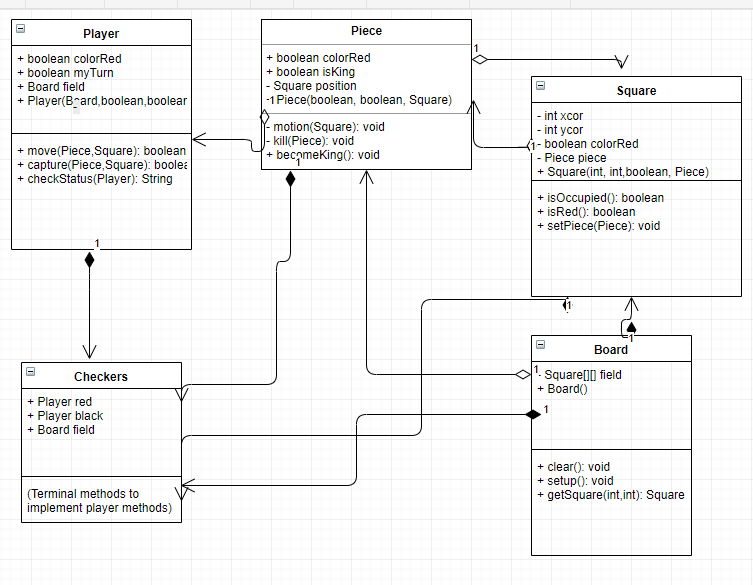 Player
+ boolean colorRed
+ boolean myTurn
+ Board field
+ Player(Board,boolean,boolean
+ move(Piece,Square): boolean
+ capture(Piece,Square): boolea
+ checkStatus(Player): String
1
Piece
+ boolean colorRed
+ boolean isKing
- Square position
-1Piece(boolean, boolean, Square)
- motion(Square): void
- kill(Piece): void
+ becomeKing(): void
1
1
Square
- int xcor
- int ycor
- boolean colorRed
1
- Piece piece
+ Square(int, int,boolean, Piece)
+ isOccupied(): boolean
+ isRed(): boolean
+ setPiece(Piece): void
1
1
Checkers
+ Player red
+ Player black
+ Board field
(Terminal methods to
implement player methods)
Board
1
- Square[][] field
+ Board()
1
+ clear(): void
+ setup(): void
+ getSquare(int,int): Square